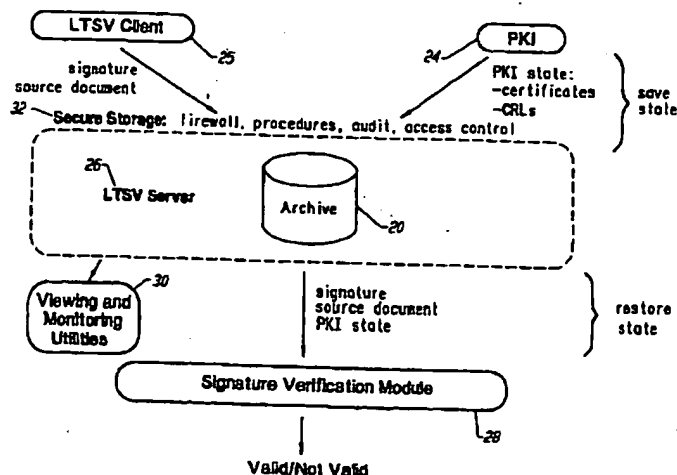 LTSV Client
25
24
PKI
signature
source document
PKI state:
-certificates
-CRLs
save
state
32
Secure Storage: firewall, procedures, audit, access control
26
LTSV Server
Archive
20
30
Viewing and
Monitoring
Utilities
signature
source document
PKI state
restore
state
Signature Verification Module
28
Valid/Not Valid